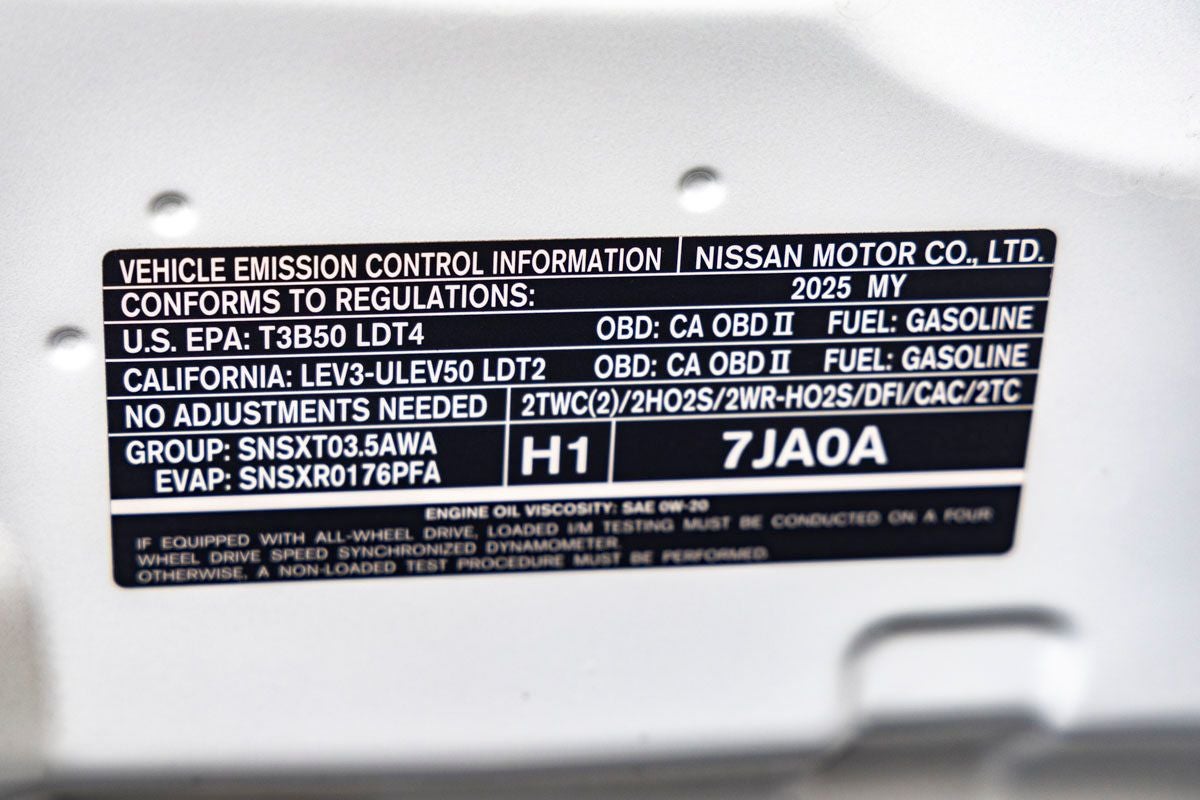 VEHICLE EMISSION CONTROL INFORMATION NISSAN MOTOR CO., LTD.
CONFORMS TO REGULATIONS: 2025 MY
U.S. EPA: T3B50 LDT4 OBD: CA OBD II FUEL: GASOLINE
CALIFORNIA: LEV3-ULEV50 LDT2 OBD: CA OBD II FUEL: GASOLINE
NO ADJUSTMENTS NEEDED 2TWC(2)/2HO2S/2WR-HO2S/DFI/CAC/2TC
GROUP: SNSXT03.5AWA
EVAP: SNSXR0176PFA
H1 7JA0A
ENGINE OIL VISCOSITY: SAE 0W-20
IF EQUIPPED WITH ALL-WHEEL DRIVE, LOADED I/M TESTING MUST BE CONDUCTED ON A FOUR
WHEEL DRIVE SPEED SYNCHRONIZED DYNAMOMETER.
OTHERWISE, A NON-LOADED TEST PROCEDURE MUST BE PERFORMED.